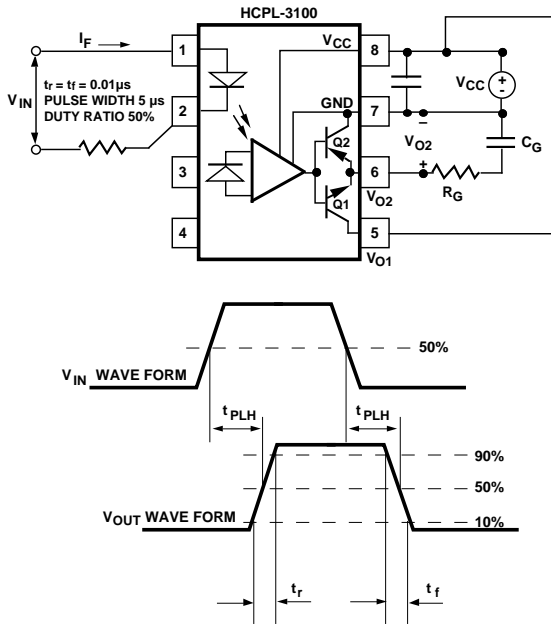 HCPL-3100
I_F
1
V_CC
8
t_r = t_f = 0.01µs
PULSE WIDTH 5 µs
DUTY RATIO 50%
V_IN
V_CC
+
-
2
GND
7
–
V_O2
C_G
Q2
3
6
+
V_O2
R_G
Q1
4
5
V_O1
50%
V_IN WAVE FORM
t_PLH
t_PLH
90%
50%
V_OUT WAVE FORM
10%
t_r
t_f